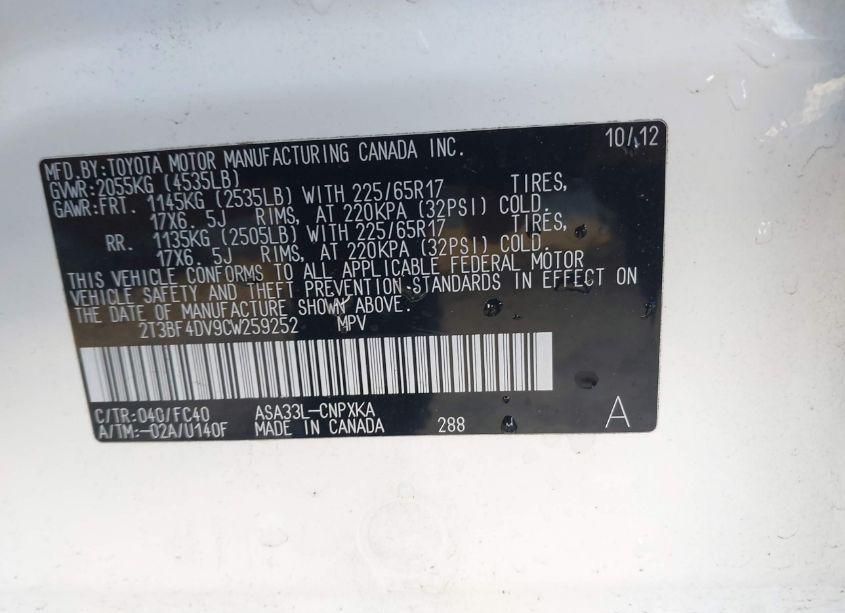 10/12
MFD.BY:TOYOTA MOTOR MANUFACTURING CANADA INC.
GVWR:2055KG (4535LB)
GAWR:FRT. 1145KG (2535LB) WITH 225/65R17 TIRES,
17X6. 5J RIMS, AT 220KPA (32PSI) COLD.
RR. 1135KG (2505LB) WITH 225/65R17 TIRES,
17X6. 5J RIMS, AT 220KPA (32PSI) COLD.
THIS VEHICLE CONFORMS TO ALL APPLICABLE FEDERAL MOTOR
VEHICLE SAFETY AND THEFT PREVENTION STANDARDS IN EFFECT ON
THE DATE OF MANUFACTURE SHOWN ABOVE.
2T3BF4DV9CW259252 MPV
C/TR:040/FC40 ASA33L-CNPXKA
A/TM:-02A/U140F MADE IN CANADA 288 A